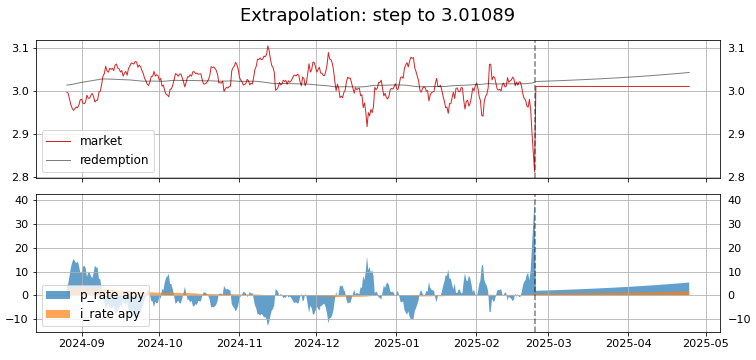 Extrapolation: step to 3.01089
3.1 3.1
3.0 3.0
2.9 2.9
2.8 2.8
market
redemption
40 40
30 30
20 20
10 10
0 0
−10 −10
p_rate apy
i_rate apy
2024-09 2024-10 2024-11 2024-12 2025-01 2025-02 2025-03 2025-04 2025-05